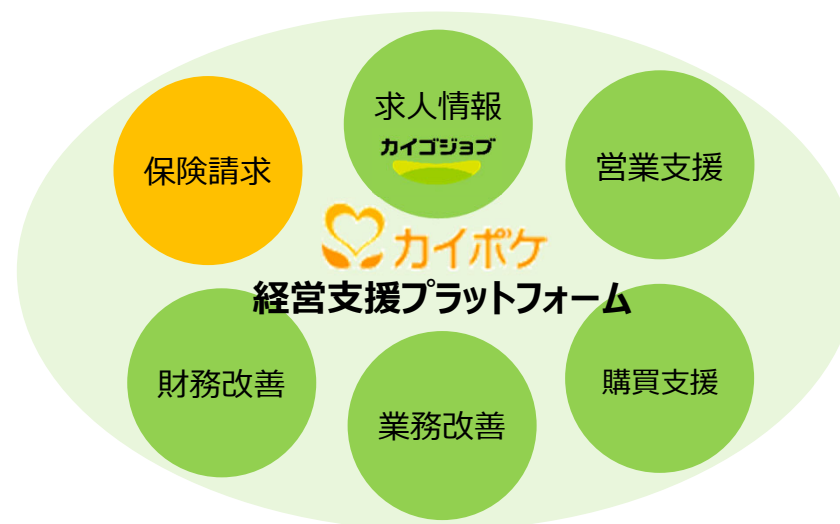 求人情報
カイゴジョブ
保険請求
営業支援
カイポケ
経営支援プラットフォーム
財務改善
購買支援
業務改善